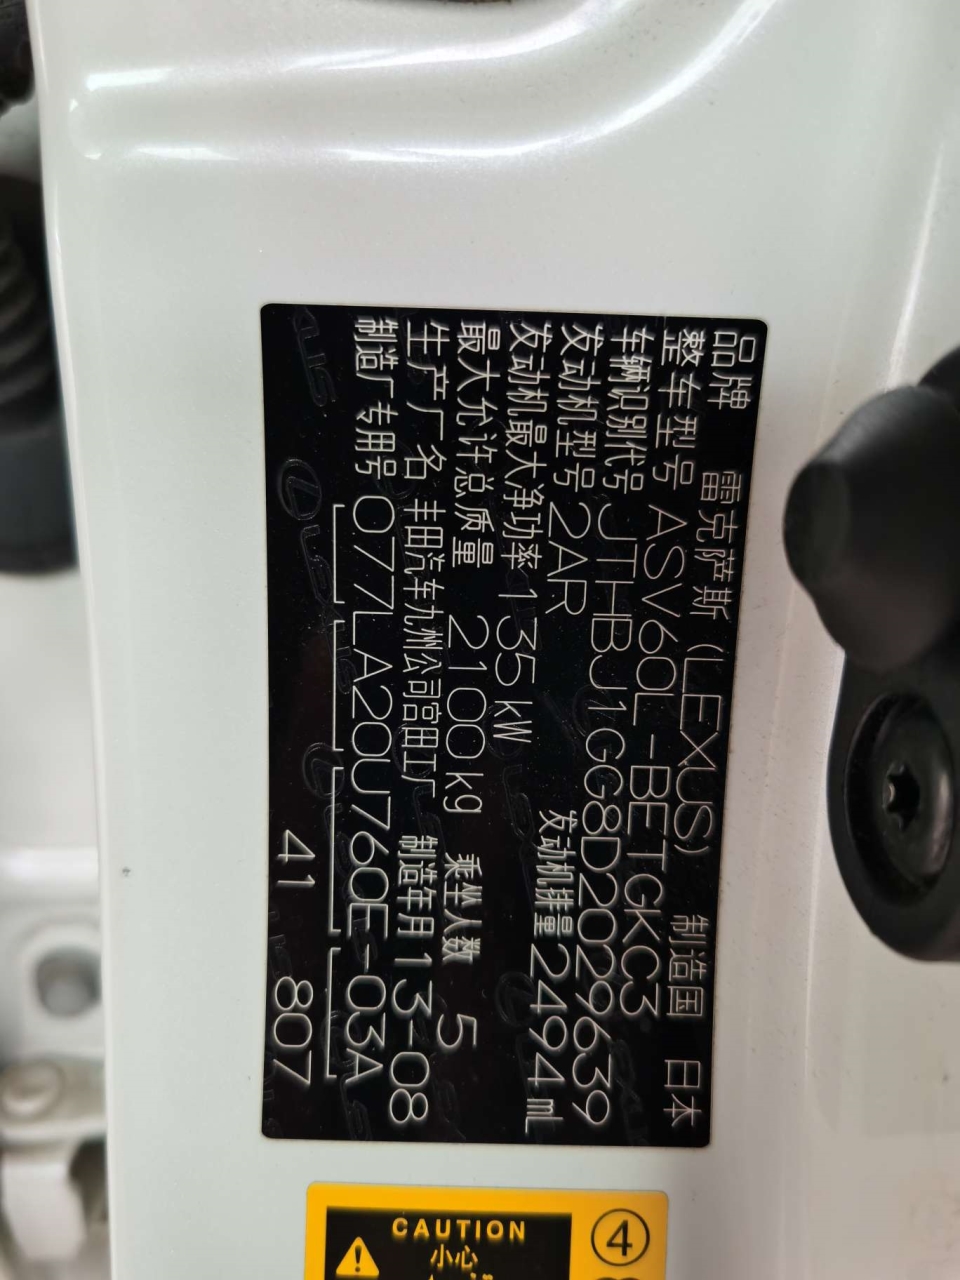 品牌 雷克萨斯 (LEXUS) 制造国 日本
整车型号 ASV60L-BETGKC3
车辆识别代号 JTHBJ1GG8D2029639
发动机型号 2AR 发动机排量 2494 mL
发动机最大净功率 135 kW
最大允许总质量 2100 kg 乘坐人数 5
生产厂名 丰田汽车九州公司宫田工厂 制造年月 13-08
制造厂专用号 077LA20U760E-03A
41 807
CAUTION
小心
④